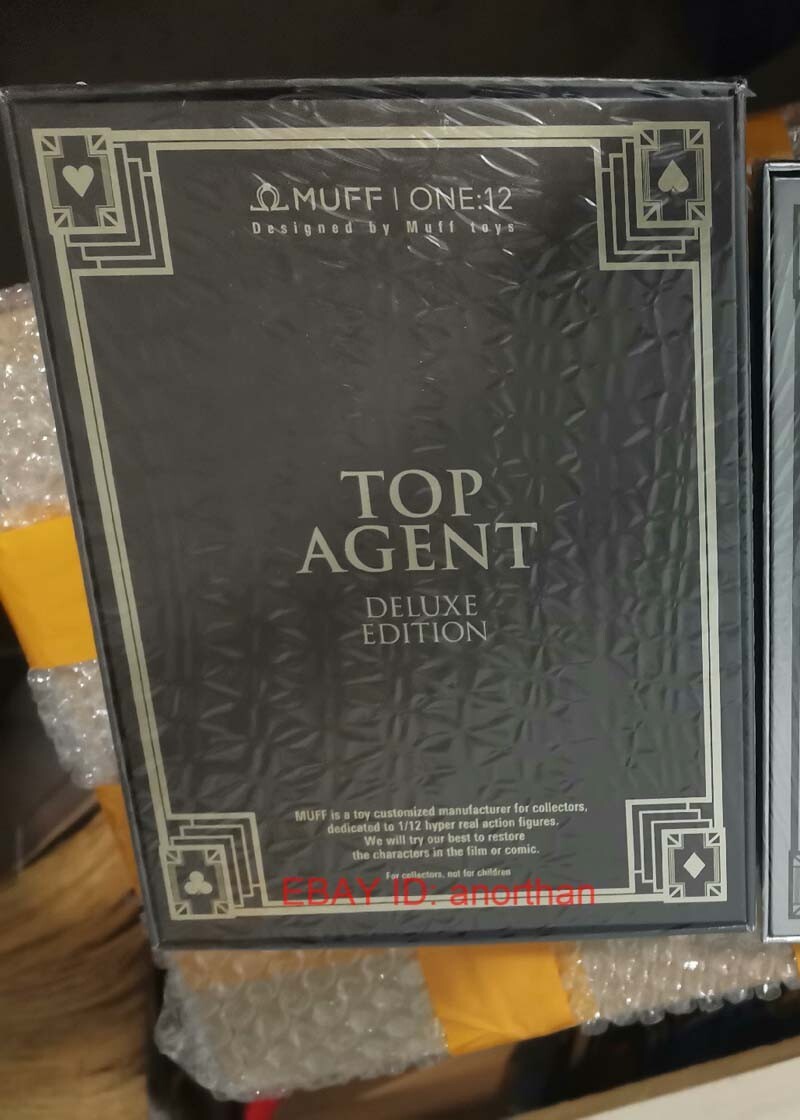 MUFF | ONE:12
Designed by Muff toys
TOP
AGENT
DELUXE
EDITION
MUFF is a toy customized manufacturer for collectors,
dedicated to 1/12 hyper real action figures.
We will try our best to restore
the characters in the film or comic.
For collectors, not for children
EBAY ID: anorthan